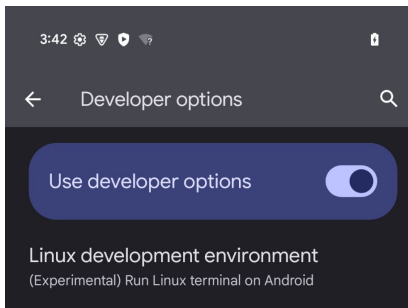 3:42
Developer options
Use developer options
Linux development environment
(Experimental) Run Linux terminal on Android